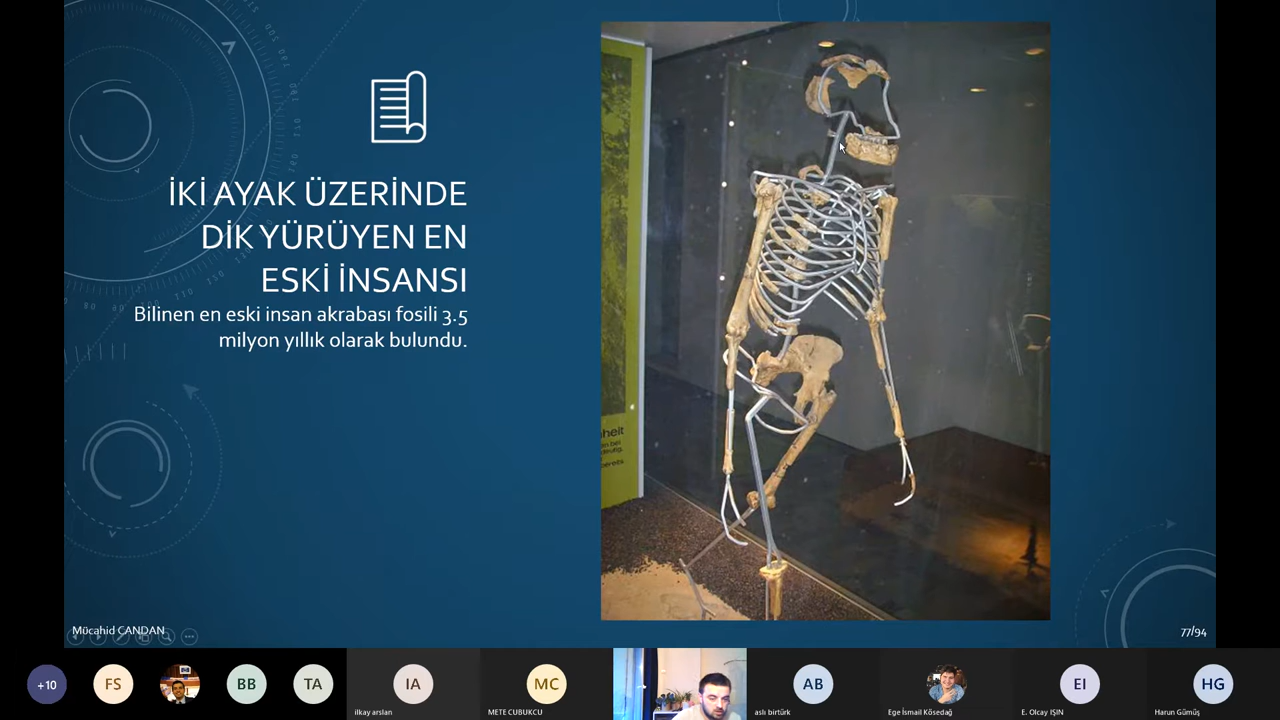 İKİ AYAK ÜZERİNDE
DİK YÜRÜYEN EN
ESKİ İNSANSI
Bilinen en eski insan akrabası fosili 3.5
milyon yıllık olarak bulundu.
Mücahid CANDAN
77/94
+10
FS
BB
TA
IA
ilkay arslan
MC
METE CUBUKCU
AB
aslı birtürk
Ege İsmail Kösedağ
EI
E. Olcay IŞIN
HG
Harun Gümüş